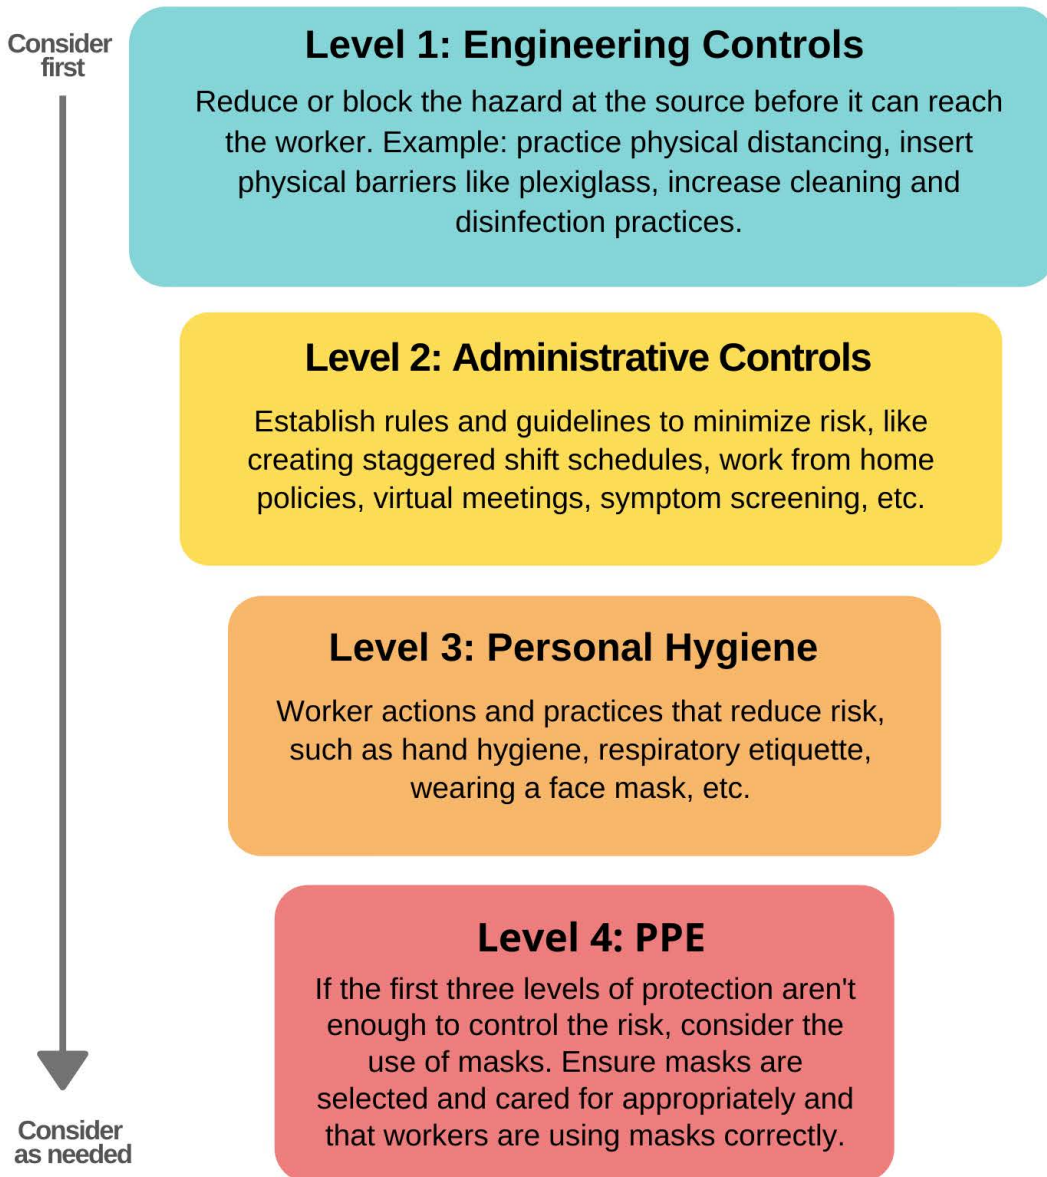 Consider
first
Level 1: Engineering Controls
Reduce or block the hazard at the source before it can reach
the worker. Example: practice physical distancing, insert
physical barriers like plexiglass, increase cleaning and
disinfection practices.
Level 2: Administrative Controls
Establish rules and guidelines to minimize risk, like
creating staggered shift schedules, work from home
policies, virtual meetings, symptom screening, etc.
Level 3: Personal Hygiene
Worker actions and practices that reduce risk,
such as hand hygiene, respiratory etiquette,
wearing a face mask, etc.
Level 4: PPE
If the first three levels of protection aren't
enough to control the risk, consider the
use of masks. Ensure masks are
selected and cared for appropriately and
that workers are using masks correctly.
Consider
as needed